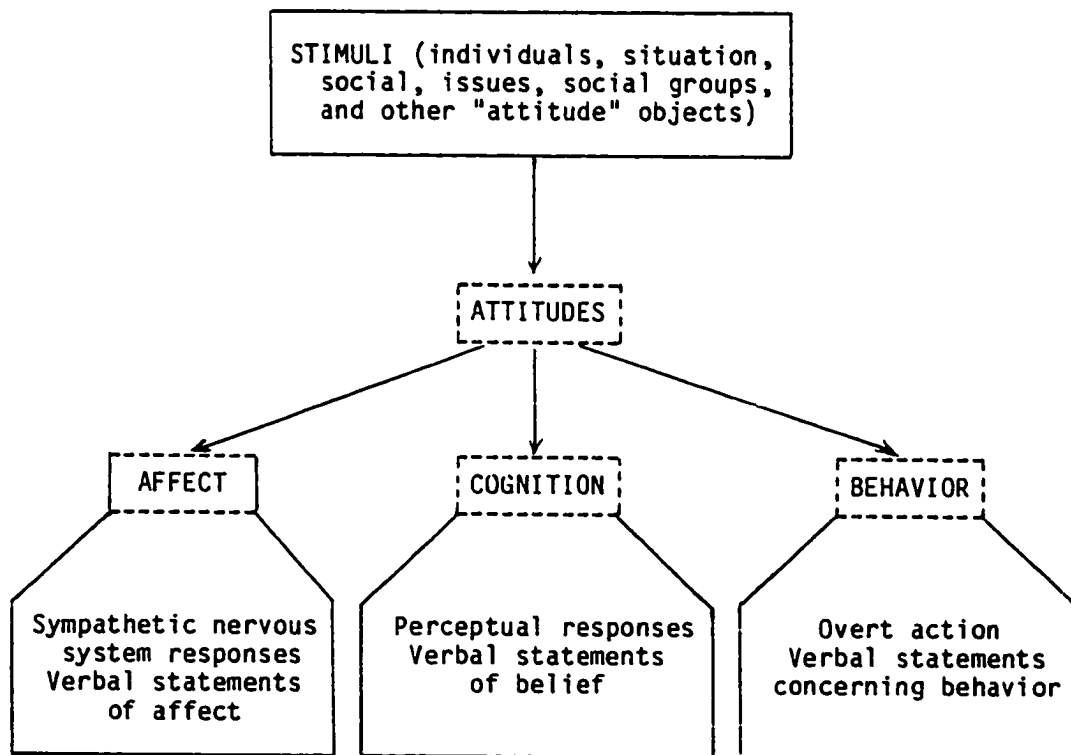 STIMULI (individuals, situation,
social, issues, social groups,
and other "attitude" objects)
ATTITUDES
AFFECT
COGNITION
BEHAVIOR
Sympathetic nervous
system responses
Verbal statements
of affect
Perceptual responses
Verbal statements
of belief
Overt action
Verbal statements
concerning behavior